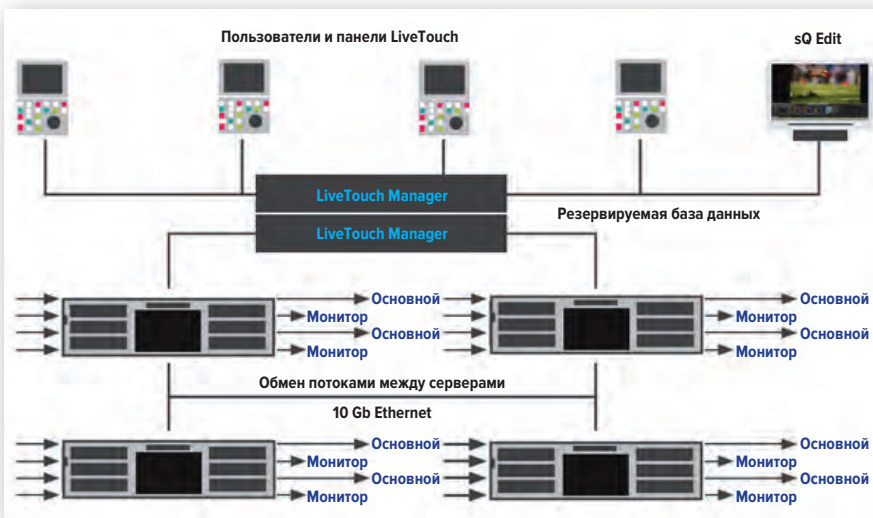 Пользователи и панели LiveTouch
sQ Edit
LiveTouch Manager
Резервируемая база данных
LiveTouch Manager
Основной
Основной
Монитор
Монитор
Основной
Основной
Монитор
Монитор
Обмен потоками между серверами
10 Gb Ethernet
Основной
Основной
Монитор
Монитор
Основной
Основной
Монитор
Монитор